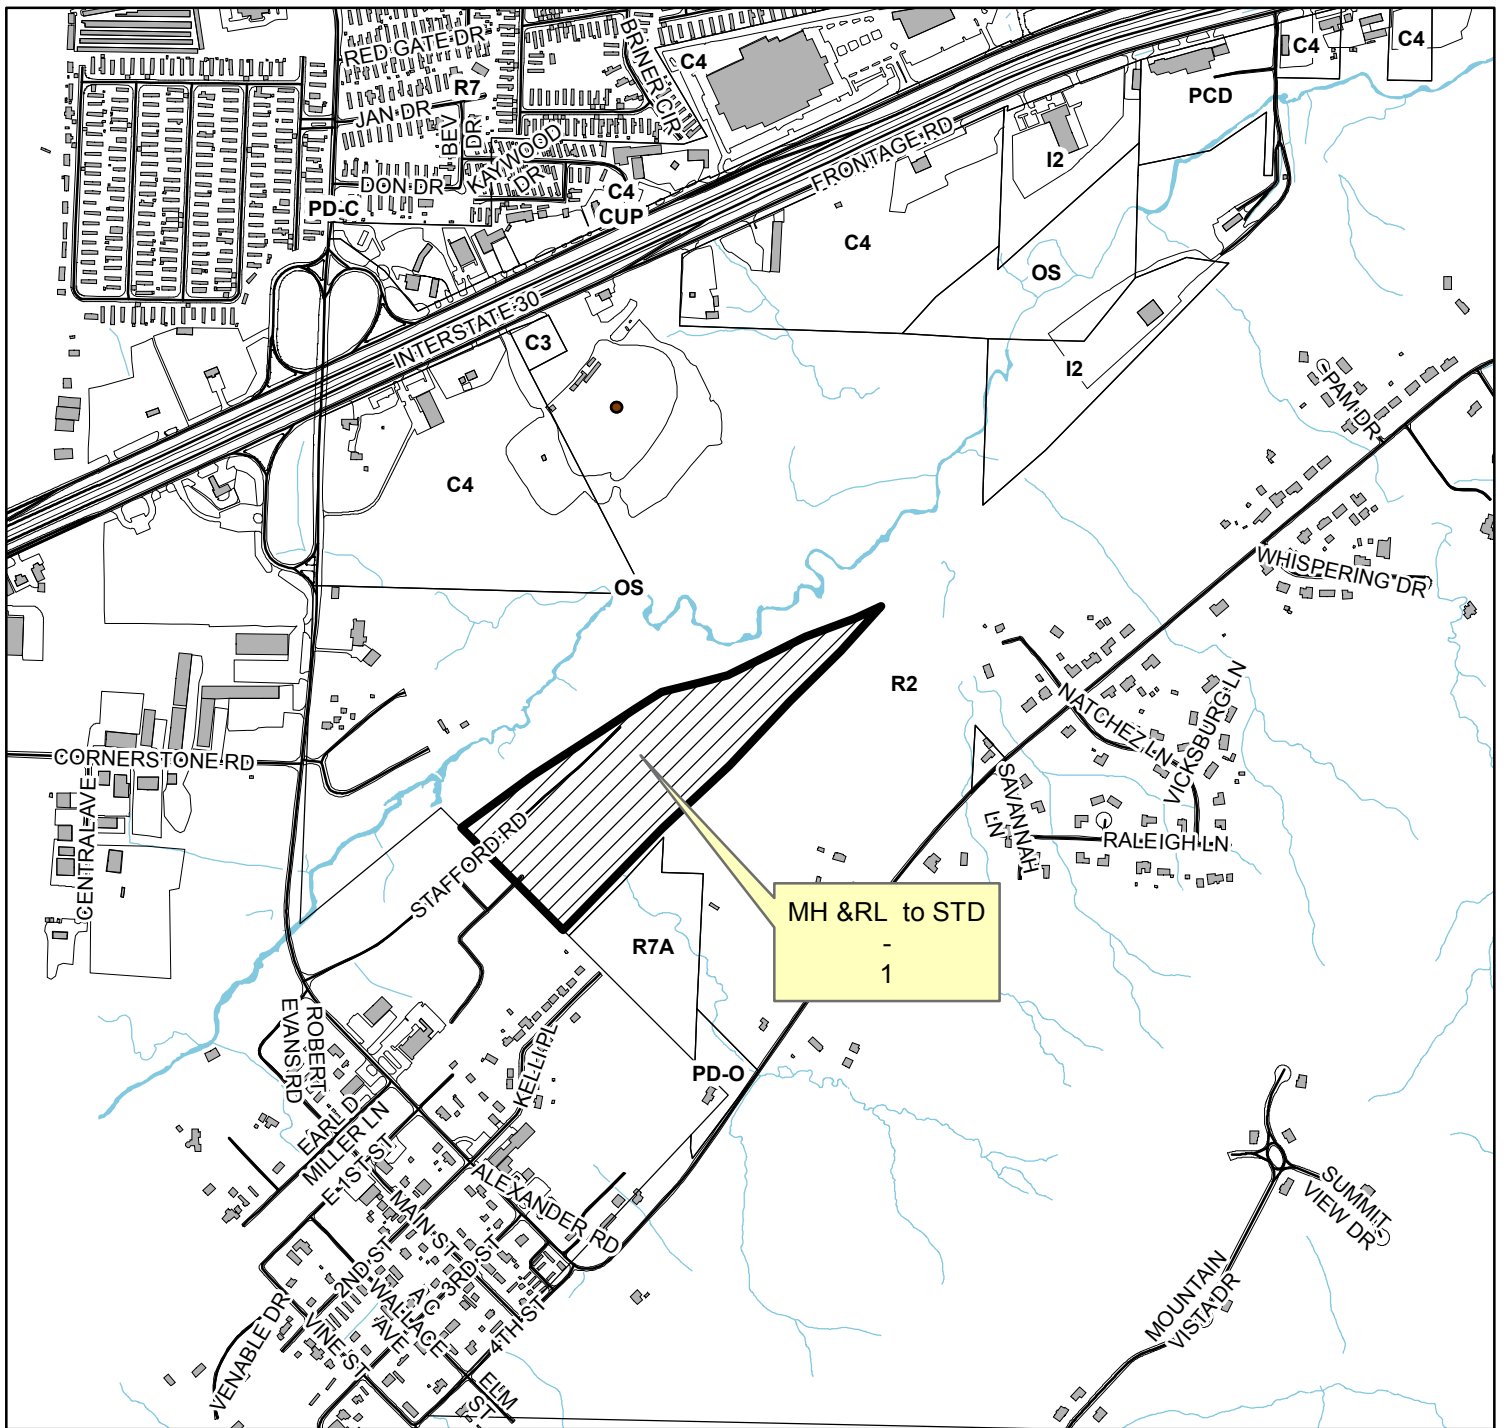 RED GATE DR
BRINER CIR
C4
C4
C4
R7
JAN DR
BEV
DR
KAYWOOD
DR
DON DR
PD-C
C4
CUP
FRONTAGE RD
PCD
I2
C4
OS
INTERSTATE 30
C3
I2
PAM DR
C4
WHISPERING DR
OS
R2
NATCHEZ LN
VICKSBURG LN
CORNERSTONE RD
CENTRAL AVE
SAVANNAH
LN
RALEIGH LN
STAFFORD RD
MH &RL to STD
-
1
R7A
ROBERT
EVANS RD
KELLI PL
PD-O
EARL D
MILLER LN
E 1ST ST
ALEXANDER RD
MAIN ST
2ND ST
3RD ST
A C
WALLACE
AVE
4TH ST
VENABLE DR
VINE ST
ELM
ST
SUMMIT
VIEW DR
MOUNTAIN
VISTA DR